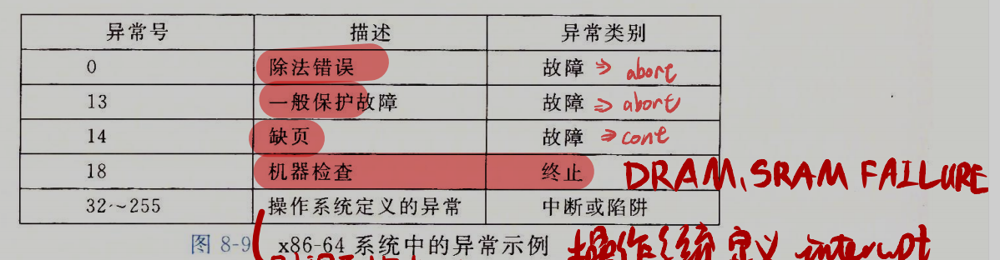 异常号 描述 异常类别
0 除法错误 故障 => abort
13 一般保护故障 故障 => abort
14 缺页 故障 => cont
18 机器检查 终止 DRAM、SRAM FAILURE
32~255 操作系统定义的异常 中断或陷阱
图 8-9 x86-64 系统中的异常示例 操作系统定义